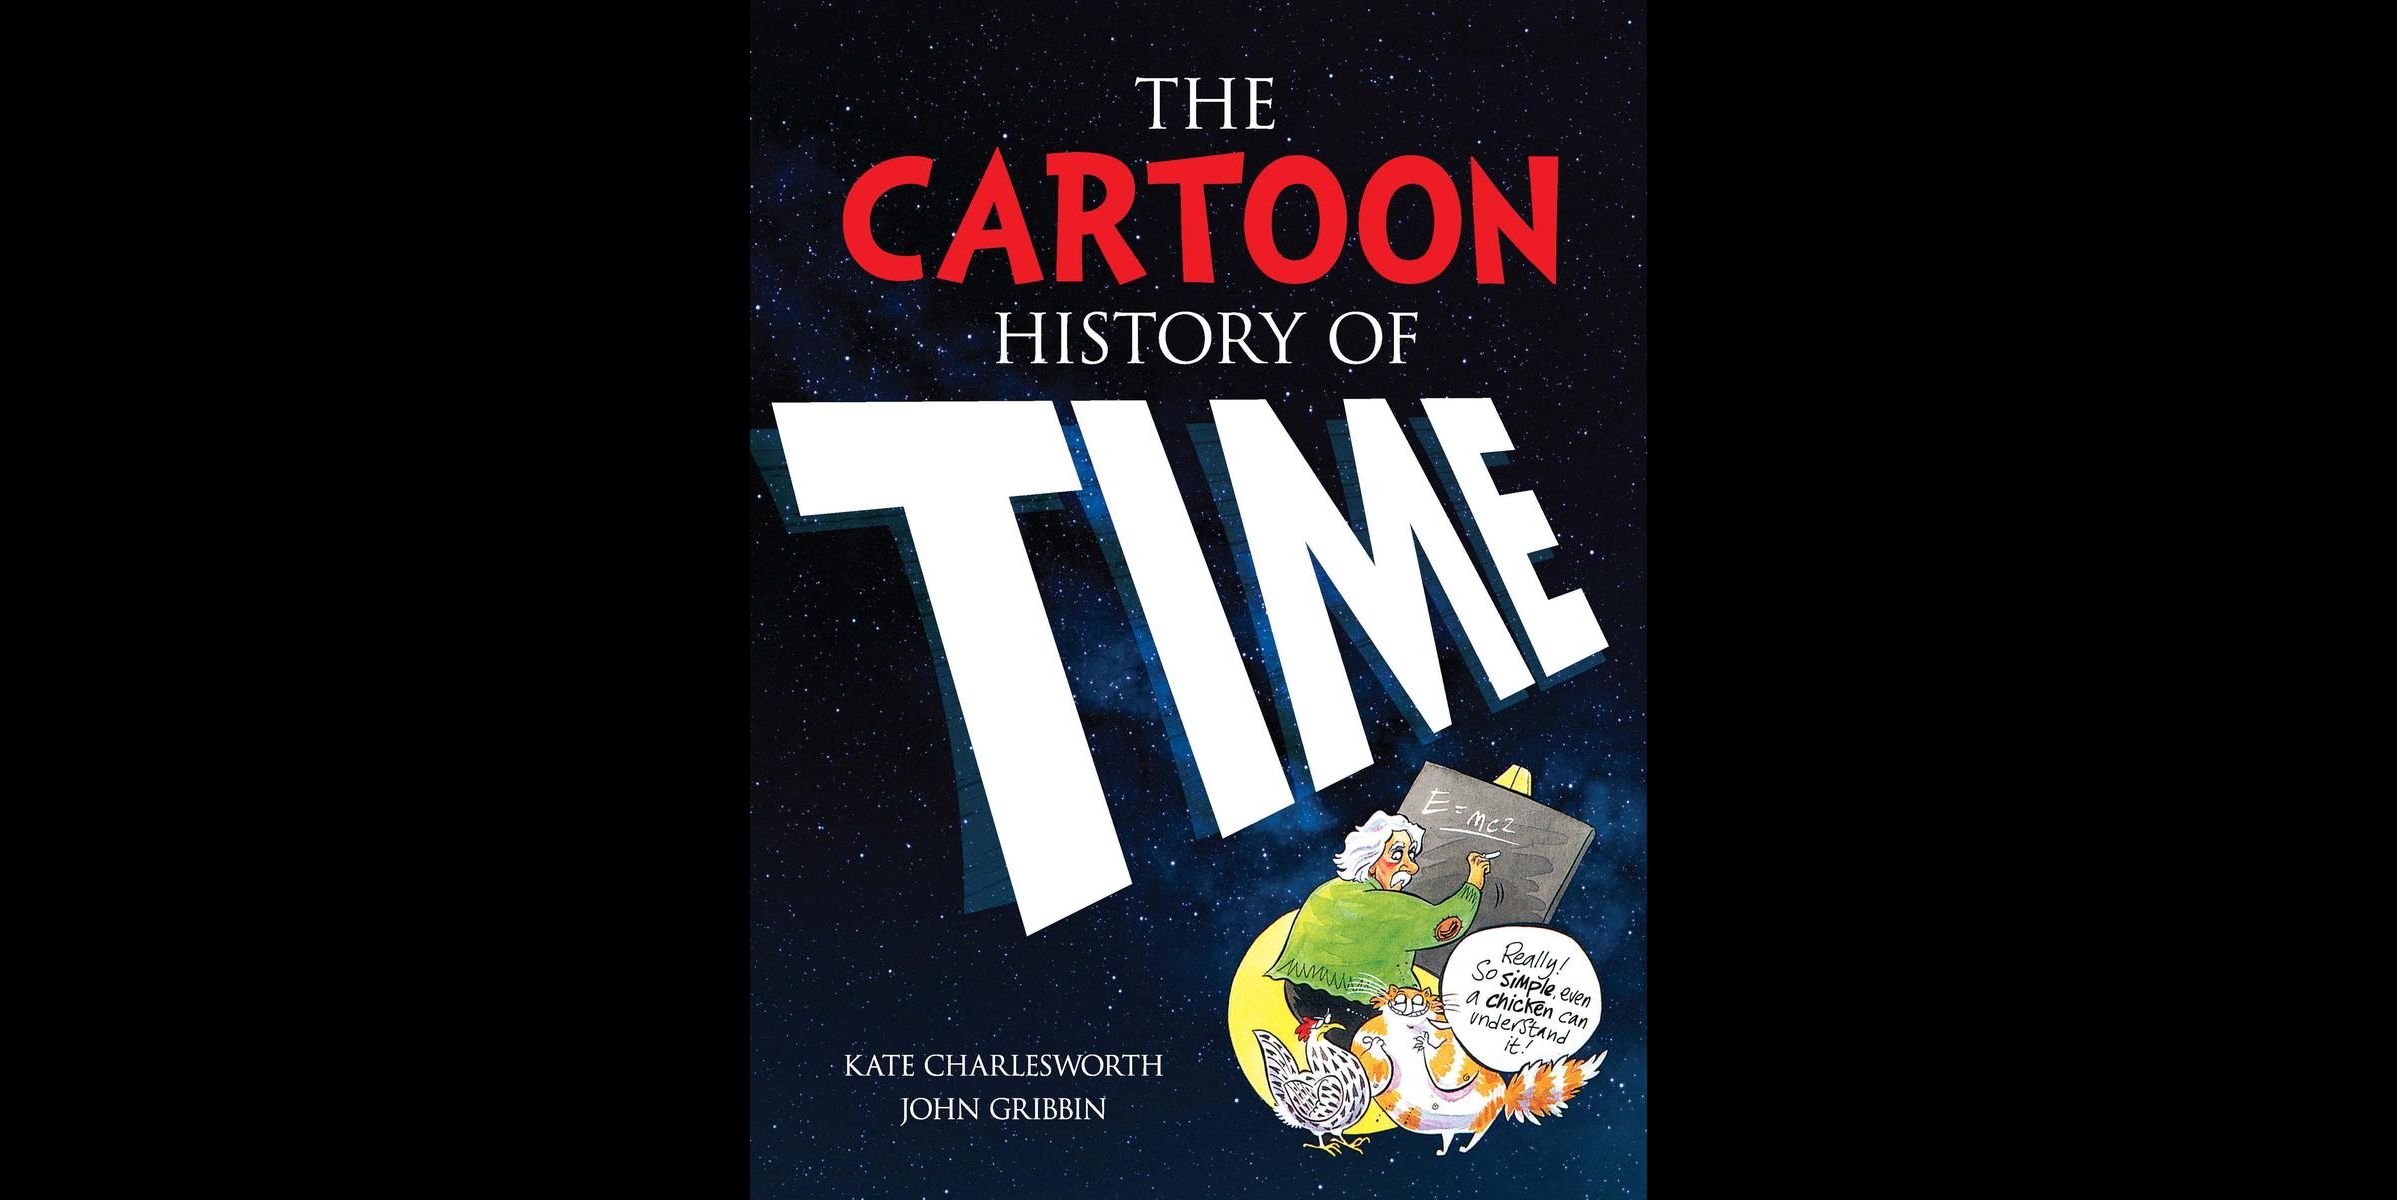 THE
CARTOON
HISTORY OF
TIME
E=mc2
Really!
So simple, even
a chicken can
understand
it!
KATE CHARLESWORTH
JOHN GRIBBIN